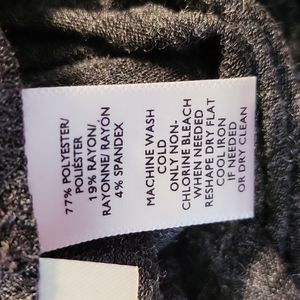 77% POLYESTER/
POLIÉSTER
19% RAYON/
RAYONNE/ RAYON
4% SPANDEX
MACHINE WASH
COLD
ONLY NON-
CHLORINE BLEACH
WHEN NEEDED
RESHAPE DRY FLAT
COOL IRON
IF NEEDED
OR DRY CLEAN